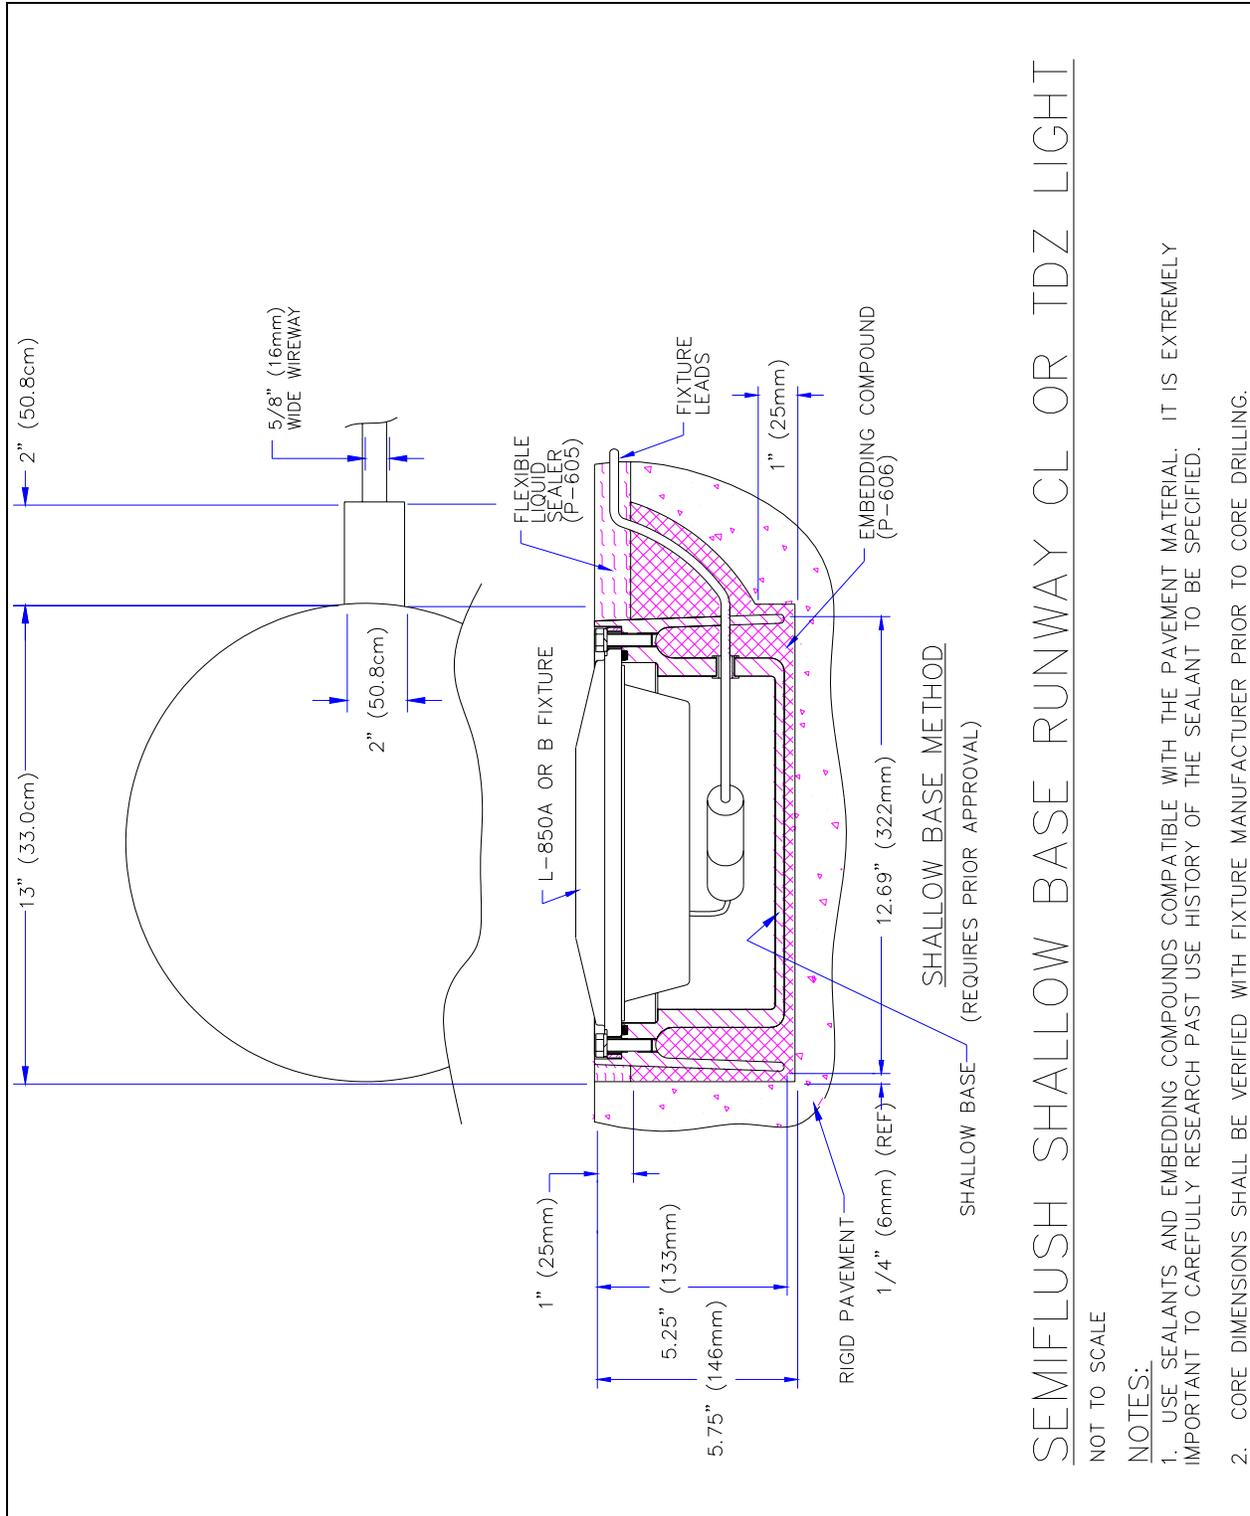 13” (33.0cm)
2” (50.8cm)
5/8” (16mm)
WIDE WIREWAY
2” (50.8cm)
L-850A OR B FIXTURE
FLEXIBLE
LIQUID
SEALER
(P-605)
FIXTURE
LEADS
1” (25mm)
EMBEDDING COMPOUND
(P-606)
1” (25mm)
5.25” (133mm)
5.75” (146mm)
RIGID PAVEMENT
1/4” (6mm) (REF)
12.69” (322mm)
SHALLOW BASE
SHALLOW BASE METHOD
(REQUIRES PRIOR APPROVAL)
SEMIFLUSH SHALLOW BASE RUNWAY CL OR TDZ LIGHT
NOT TO SCALE
NOTES:
1. USE SEALANTS AND EMBEDDING COMPOUNDS COMPATIBLE WITH THE PAVEMENT MATERIAL. IT IS EXTREMELY
IMPORTANT TO CAREFULLY RESEARCH PAST USE HISTORY OF THE SEALANT TO BE SPECIFIED.
2. CORE DIMENSIONS SHALL BE VERIFIED WITH FIXTURE MANUFACTURER PRIOR TO CORE DRILLING.